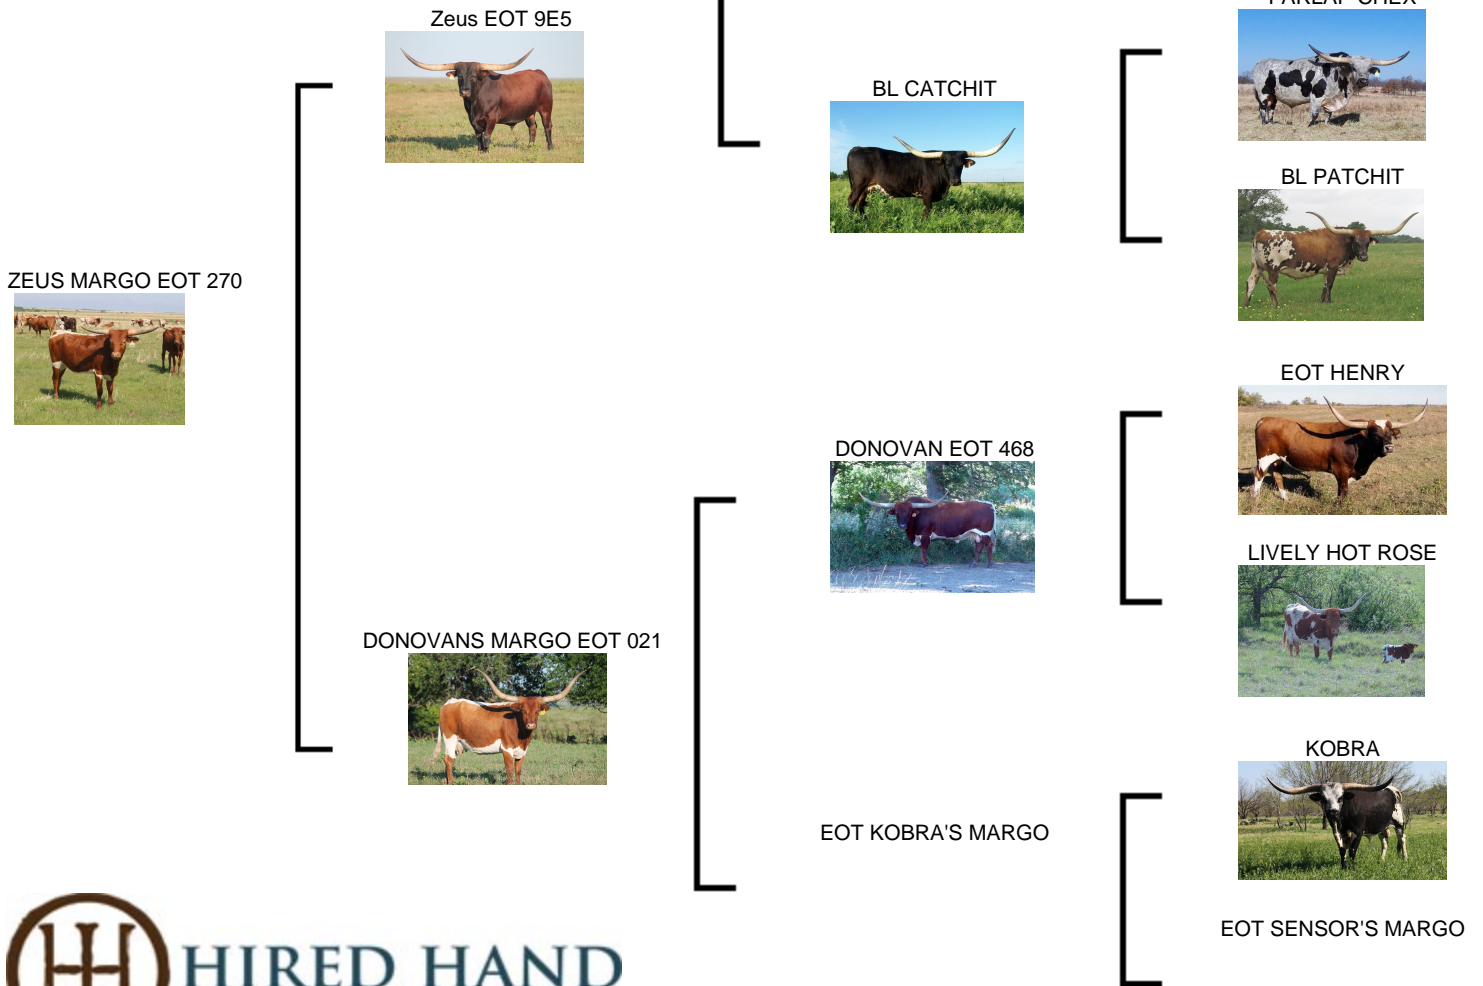 Zeus EOT 9E5
BL CATCHIT
BL PATCHIT
ZEUS MARGO EOT 270
EOT HENRY
DONOVAN EOT 468
LIVELY HOT ROSE
DONOVANS MARGO EOT 021
KOBRA
EOT KOBRA'S MARGO
EOT SENSOR'S MARGO
HIRED HAND